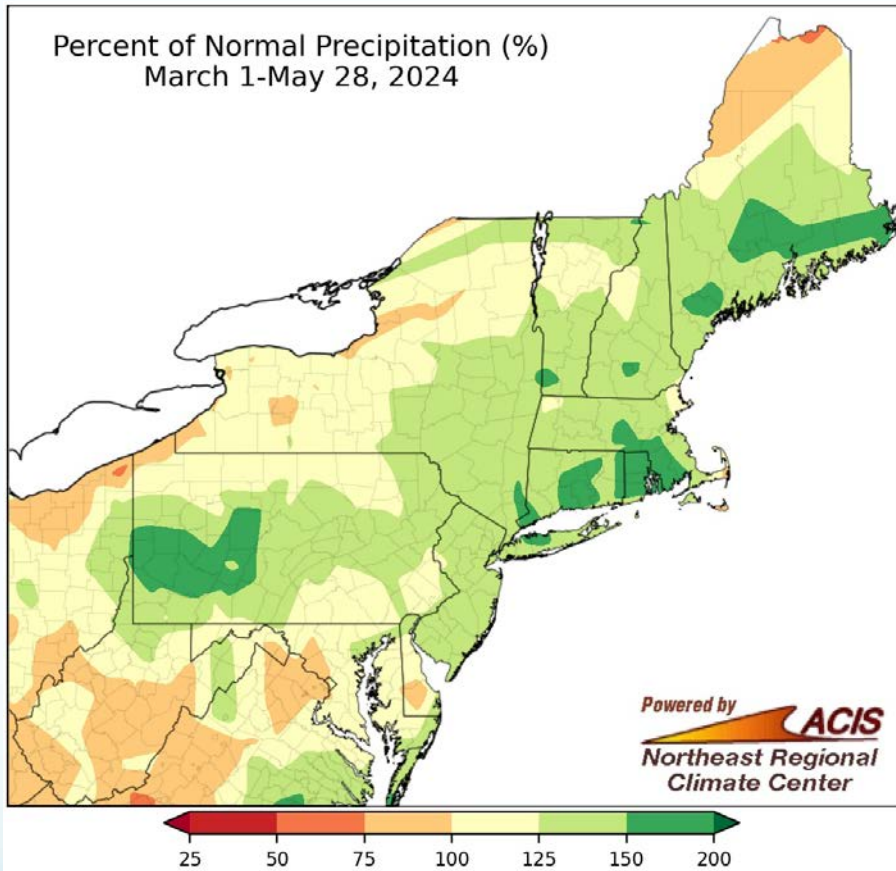 Percent of Normal Precipitation (%)
March 1-May 28, 2024
Powered by
ACIS
Northeast Regional
Climate Center
25 50 75 100 125 150 200